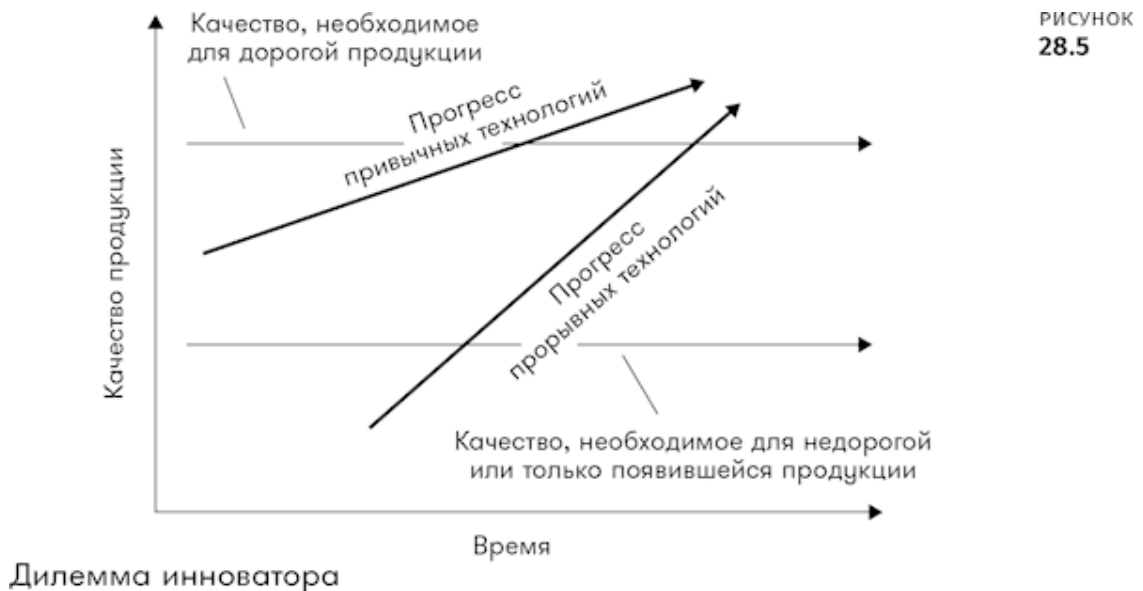 Качество, необходимое
для дорогой продукции
РИСУНОК
28.5
Прогресс
привычных технологий
Качество продукции
Прогресс
прорывных технологий
Качество, необходимое для недорогой
или только появившейся продукции
Время
Дилемма инноватора